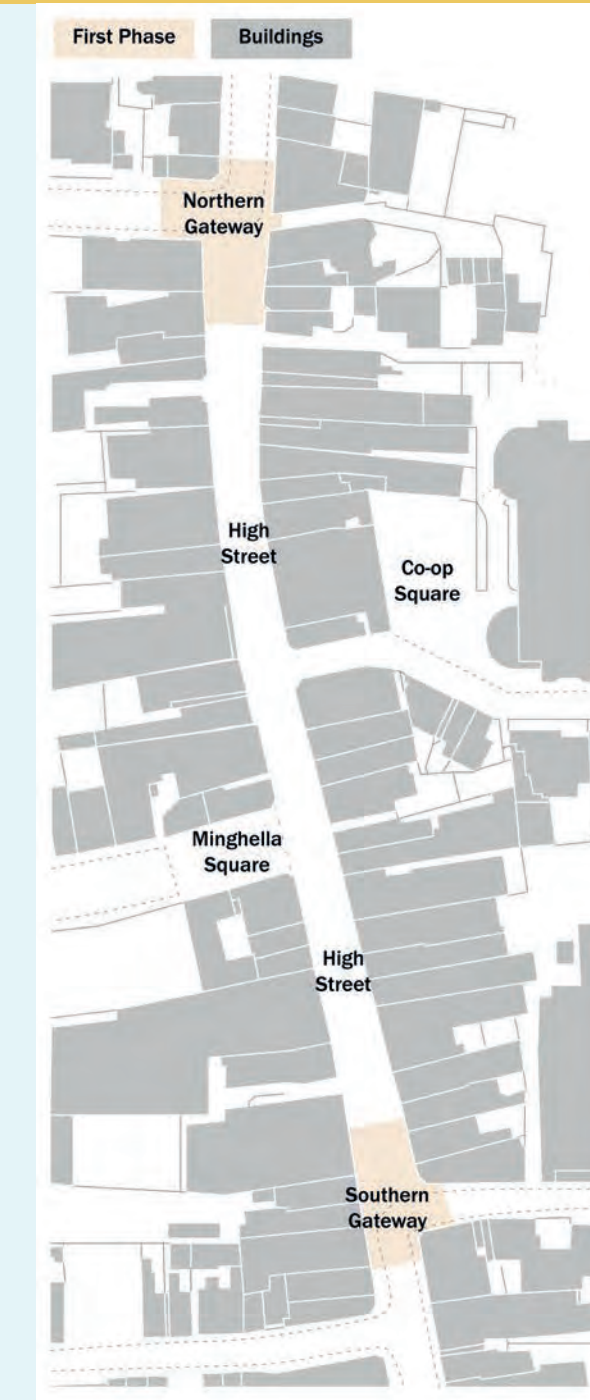 First Phase
Buildings
Northern
Gateway
High
Street
Co-op
Square
Minghella
Square
High
Street
Southern
Gateway